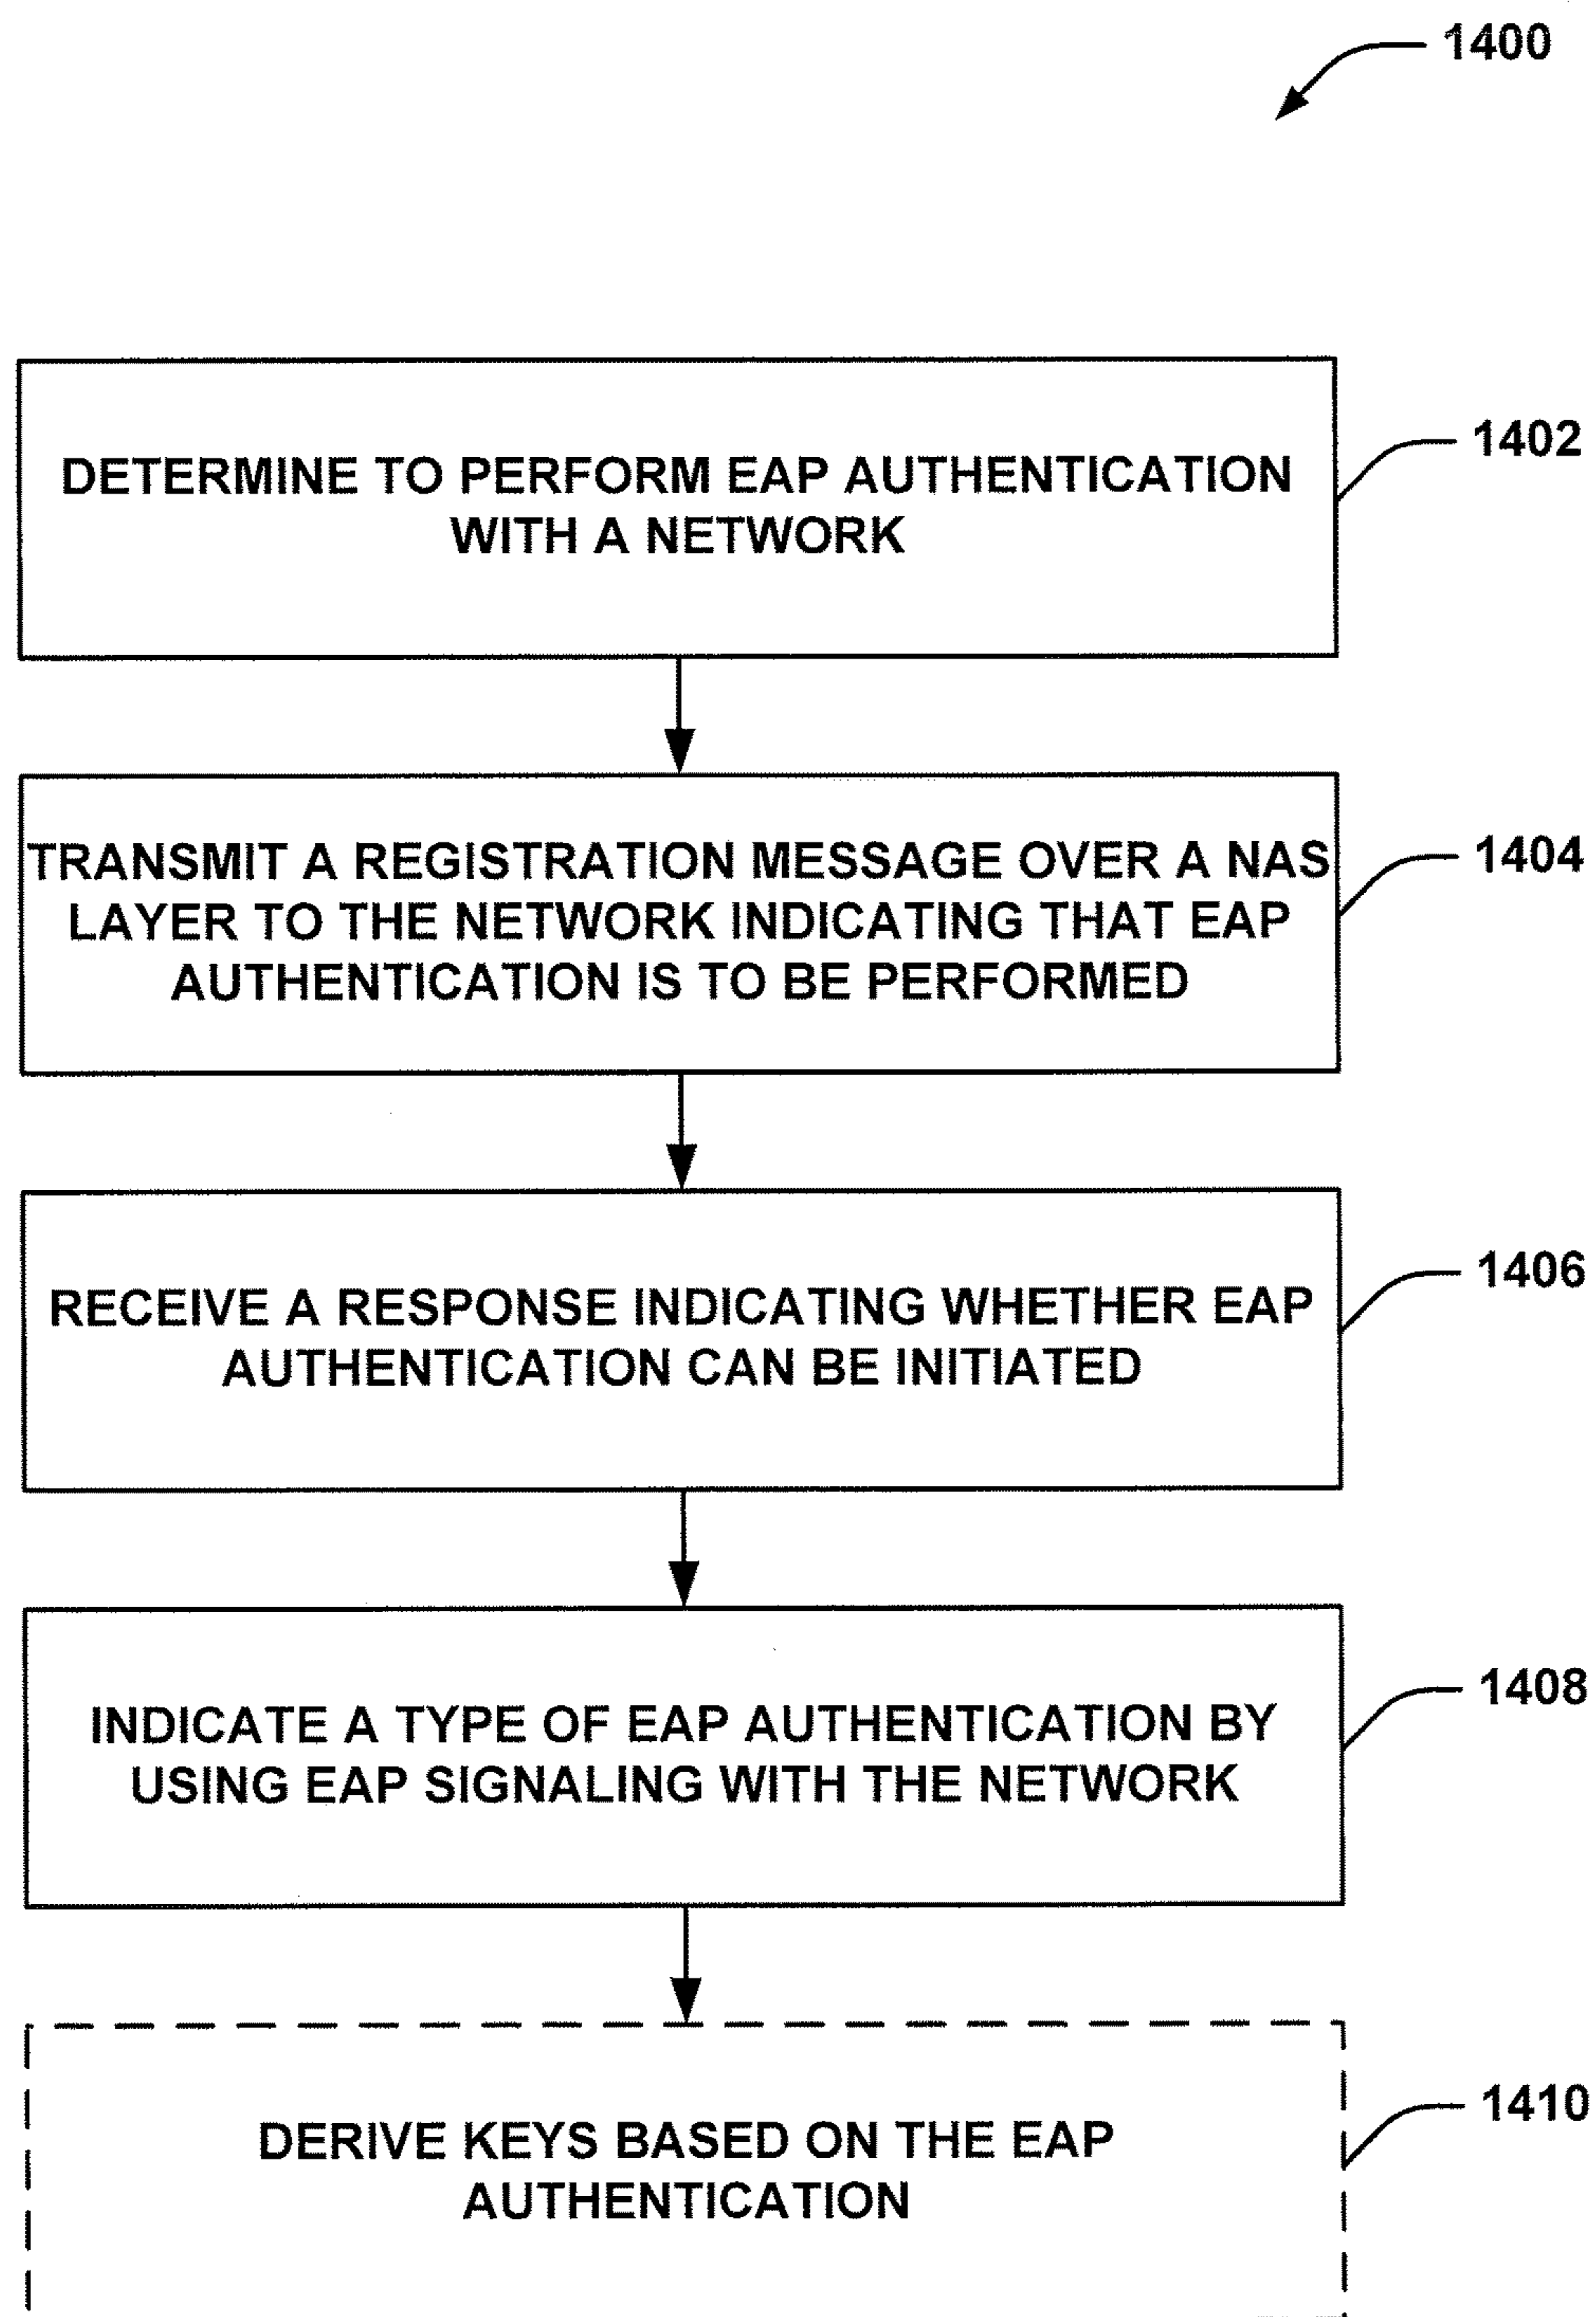 1400
DETERMINE TO PERFORM EAP AUTHENTICATION
WITH A NETWORK
1402
TRANSMIT A REGISTRATION MESSAGE OVER A NAS
LAYER TO THE NETWORK INDICATING THAT EAP
AUTHENTICATION IS TO BE PERFORMED
1404
RECEIVE A RESPONSE INDICATING WHETHER EAP
AUTHENTICATION CAN BE INITIATED
1406
INDICATE A TYPE OF EAP AUTHENTICATION BY
USING EAP SIGNALING WITH THE NETWORK
1408
DERIVE KEYS BASED ON THE EAP
AUTHENTICATION
1410